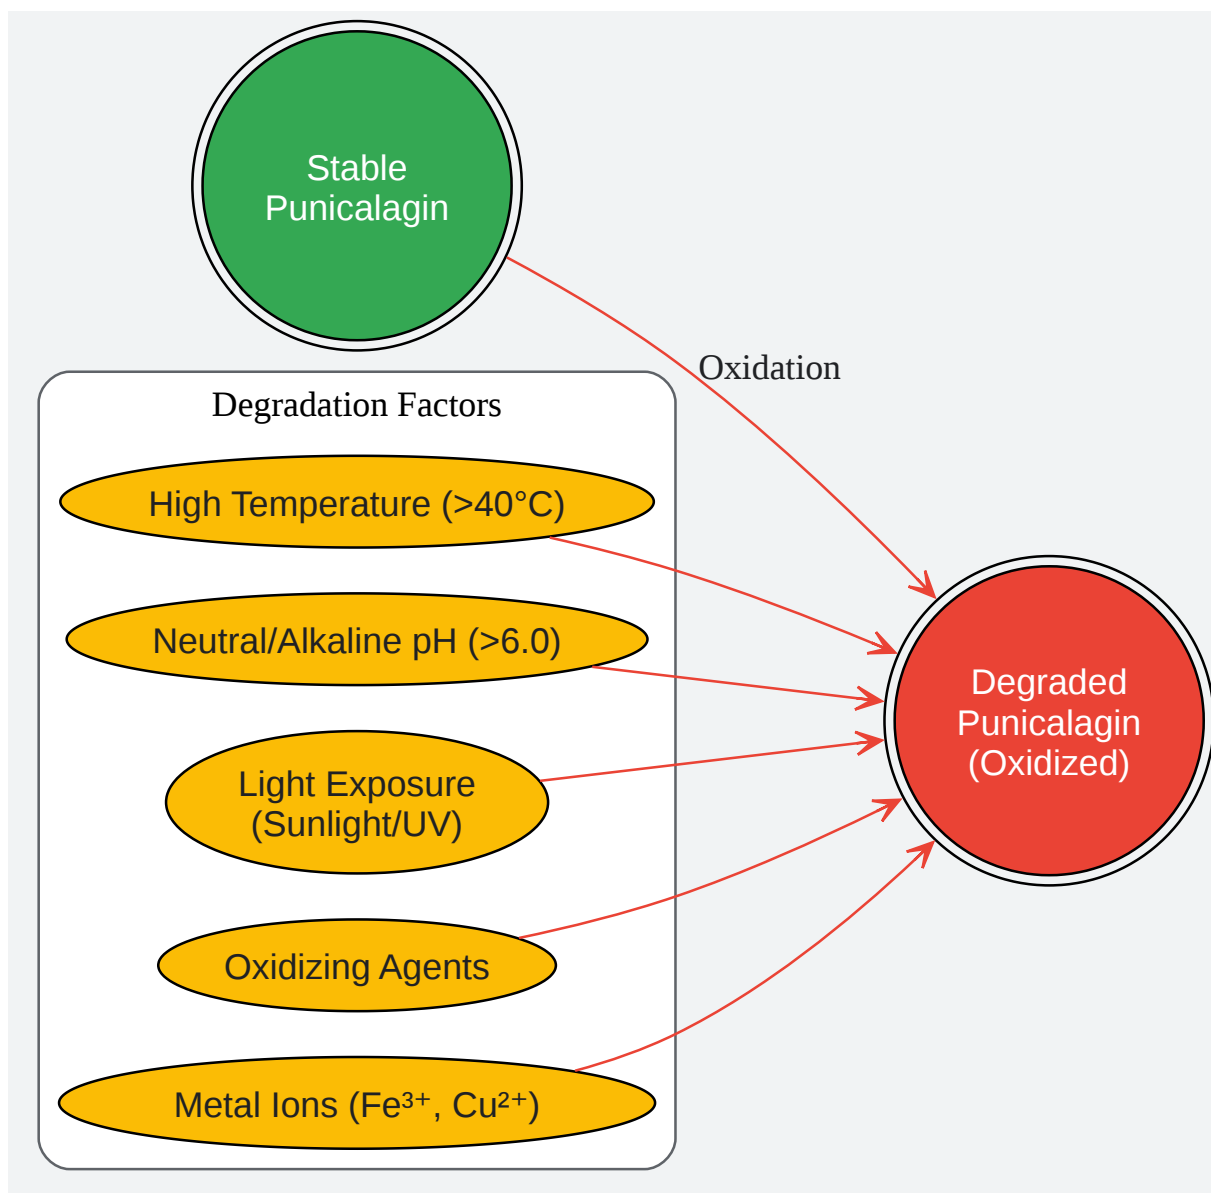 Stable
Punicalagin
Oxidation
Degradation Factors
High Temperature (>40°C)
Neutral/Alkaline pH (>6.0)
Light Exposure
(Sunlight/UV)
Oxidizing Agents
Metal Ions (Fe³⁺, Cu²⁺)
Degraded
Punicalagin
(Oxidized)